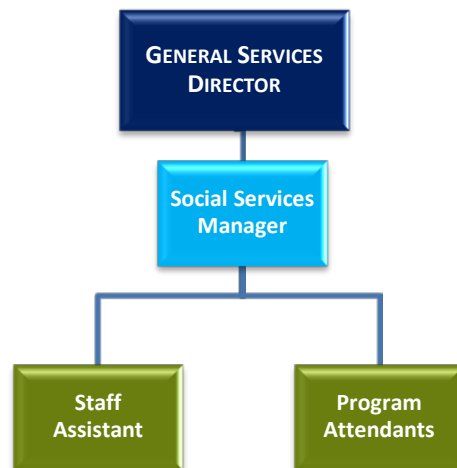 GENERAL SERVICES
DIRECTOR
Social Services
Manager
Staff
Assistant
Program
Attendants